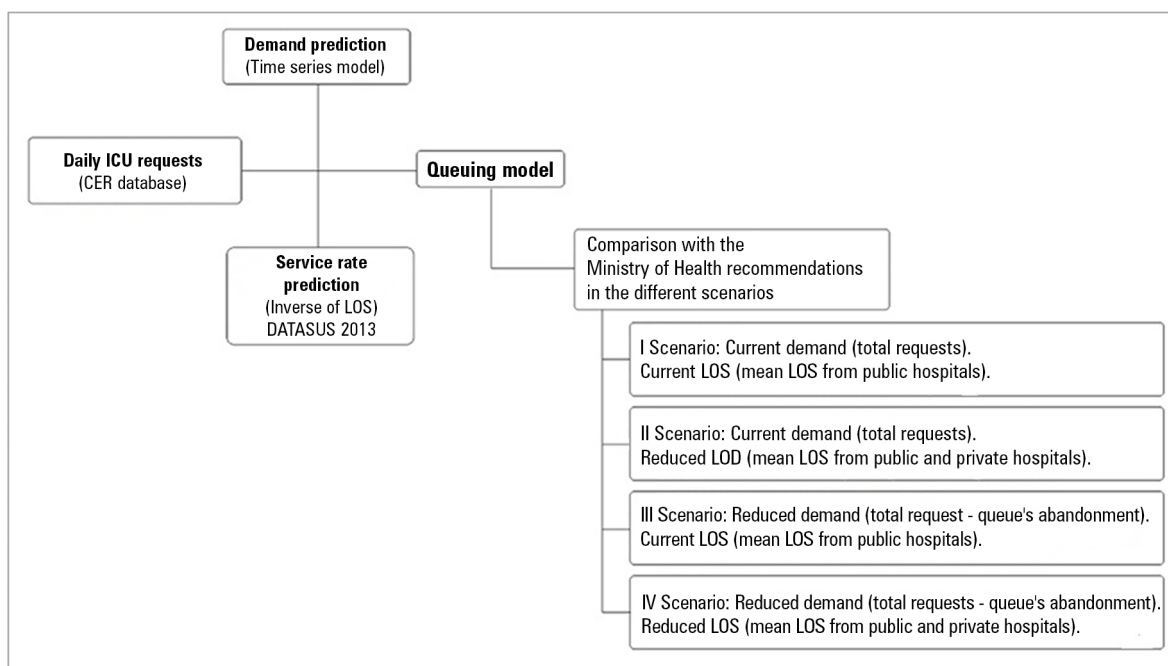 Demand prediction
(Time series model)
Daily ICU requests
(CER database)
Queuing model
Service rate
prediction
(Inverse of LOS)
DATASUS 2013
Comparison with the
Ministry of Health recommendations
in the different scenarios
I Scenario: Current demand (total requests).
Current LOS (mean LOS from public hospitals).
II Scenario: Current demand (total requests).
Reduced LOD (mean LOS from public and private hospitals).
III Scenario: Reduced demand (total request - queue's abandonment).
Current LOS (mean LOS from public hospitals).
IV Scenario: Reduced demand (total requests - queue's abandonment).
Reduced LOS (mean LOS from public and private hospitals).